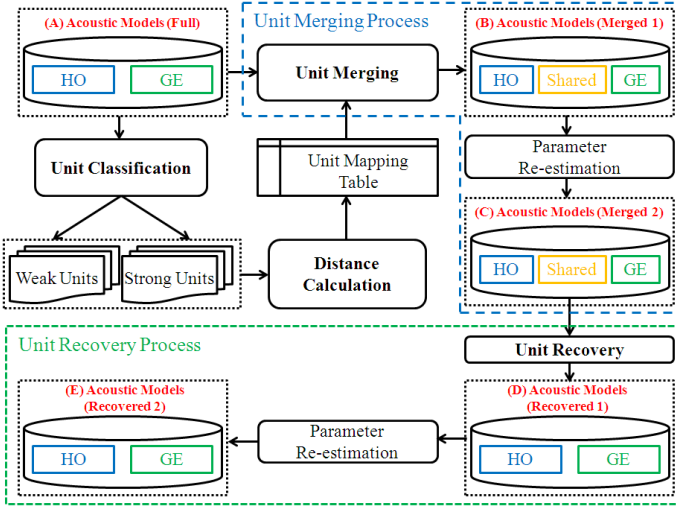 (A) Acoustic Models (Full)
HO
GE
Unit Merging Process
Unit Merging
(B) Acoustic Models (Merged 1)
HO
Shared
GE
Unit Classification
Unit Mapping
Table
Parameter
Re-estimation
(C) Acoustic Models (Merged 2)
HO
Shared
GE
Weak Units
Strong Units
Distance
Calculation
Unit Recovery Process
Unit Recovery
(E) Acoustic Models
(Recovered 2)
HO
GE
Parameter
Re-estimation
(D) Acoustic Models
(Recovered 1)
HO
GE